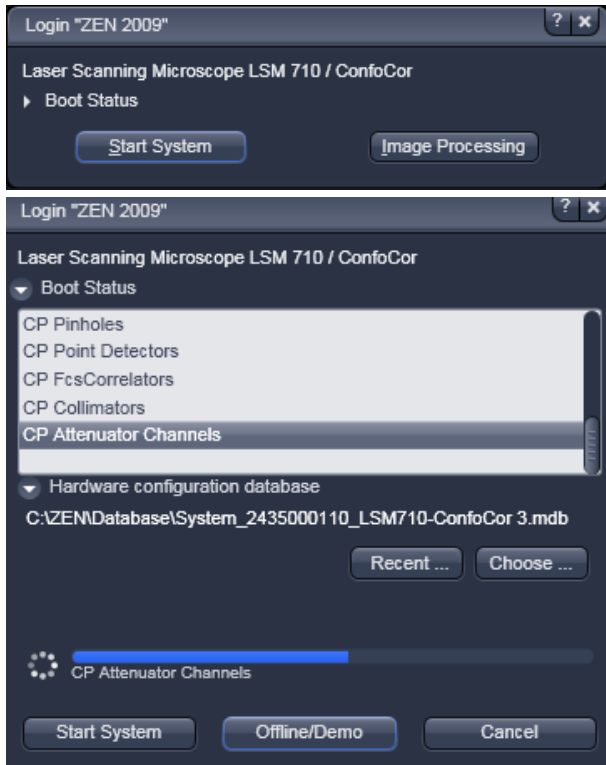 Login "ZEN 2009" ? x
Laser Scanning Microscope LSM 710 / ConfoCor
Boot Status
Start System Image Processing
Login "ZEN 2009" ? x
Laser Scanning Microscope LSM 710 / ConfoCor
Boot Status
CP Pinholes
CP Point Detectors
CP FcsCorrelators
CP Collimators
CP Attenuator Channels
Hardware configuration database
C:\ZEN\Database\System_2435000110_LSM710-ConfoCor 3.mdb
Recent ... Choose ...
CP Attenuator Channels
Start System Offline/Demo Cancel